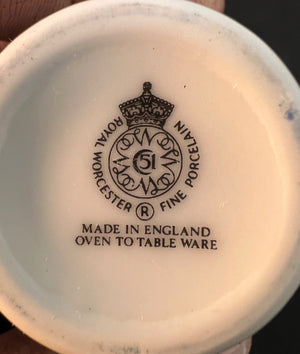 ROYAL WORCESTER FINE PORCELAIN
51
®
MADE IN ENGLAND
OVEN TO TABLE WARE